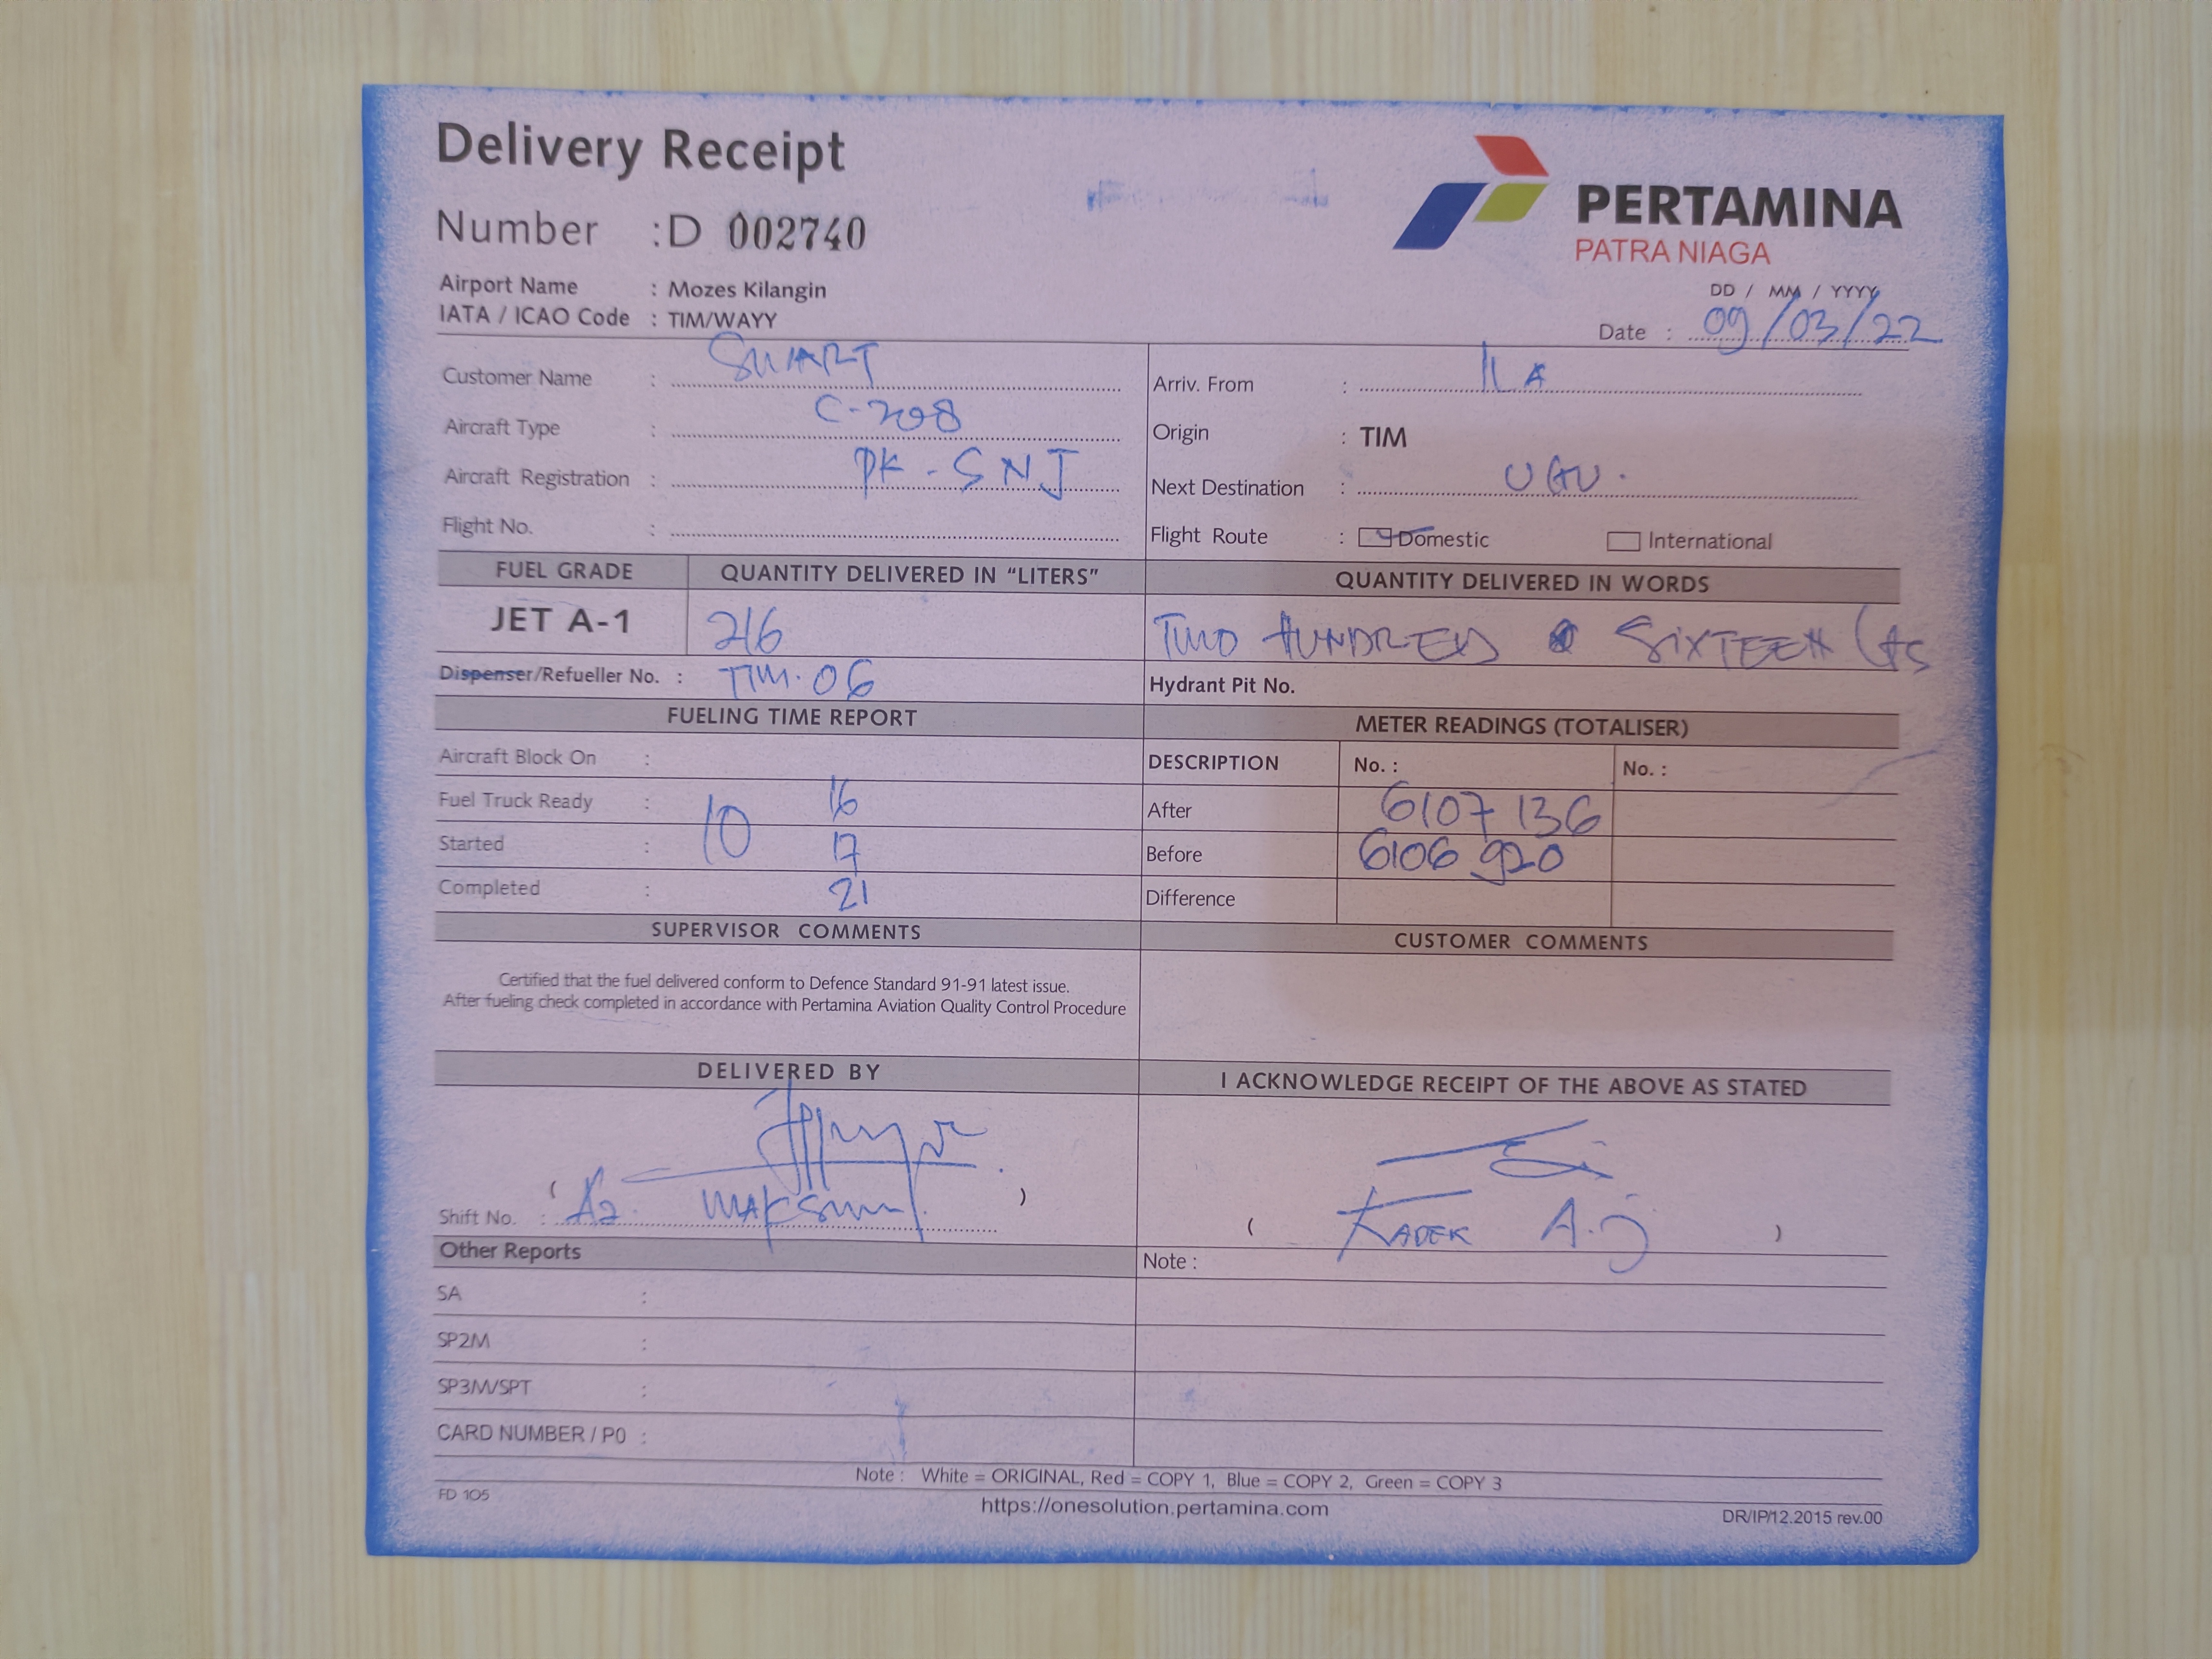 Delivery Receipt
Number : D 002740
PERTAMINA
PATRA NIAGA
Airport Name : Mozes Kilangin
IATA / ICAO Code : TIM/WAYY
DD / MM / YYYY
Date : 09/03/22
Customer Name : SMART
Aircraft Type : C-208
Aircraft Registration : PK-SNJ
Flight No. :
Arriv. From : ILA
Origin : TIM
Next Destination :
Flight Route : Domestic International
FUEL GRADE QUANTITY DELIVERED IN "LITERS" QUANTITY DELIVERED IN WORDS
JET A-1 216 TWO HUNDRED SIXTEEN
Dispenser/Refueller No. : TIM.06 Hydrant Pit No.
FUELING TIME REPORT
Aircraft Block On :
Fuel Truck Ready : 10 16
Started : 17
Completed : 21
METER READINGS (TOTALISER)
DESCRIPTION No. : No. :
After 6107 136
Before 6106 920
Difference
SUPERVISOR COMMENTS
Certified that the fuel delivered conform to Defence Standard 91-91 latest issue.
After fueling check completed in accordance with Pertamina Aviation Quality Control Procedure
CUSTOMER COMMENTS
DELIVERED BY
( )
Shift No. : MAKSUM
I ACKNOWLEDGE RECEIPT OF THE ABOVE AS STATED
( KADEK A.J )
Other Reports
SA :
SP2M :
SP3M/SPT :
CARD NUMBER / PO :
Note :
Note : White = ORIGINAL, Red = COPY 1, Blue = COPY 2, Green = COPY 3
FD 105
https://onesolution.pertamina.com
DR/IP/12.2015 rev.00